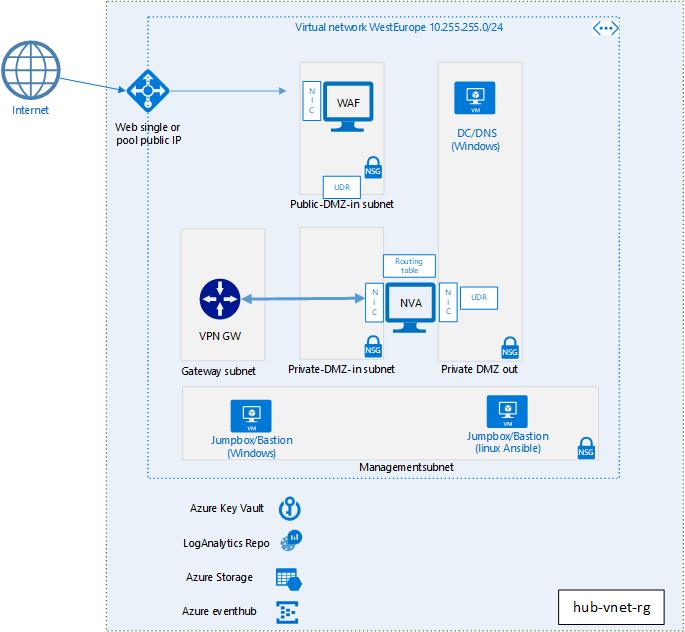 Virtual network WestEurope 10.255.255.0/24
Internet
Web single or
pool public IP
NIC
WAF
NSG
UDR
Public-DMZ-in subnet
VM
DC/DNS
(Windows)
VPN GW
Gateway subnet
Routing
table
NIC
NVA
NIC
UDR
NSG
Private-DMZ-in subnet
NSG
Private DMZ out
VM
Jumpbox/Bastion
(Windows)
VM
Jumpbox/Bastion
(linux Ansible)
NSG
Managementsubnet
Azure Key Vault
LogAnalytics Repo
Azure Storage
Azure eventhub
hub-vnet-rg